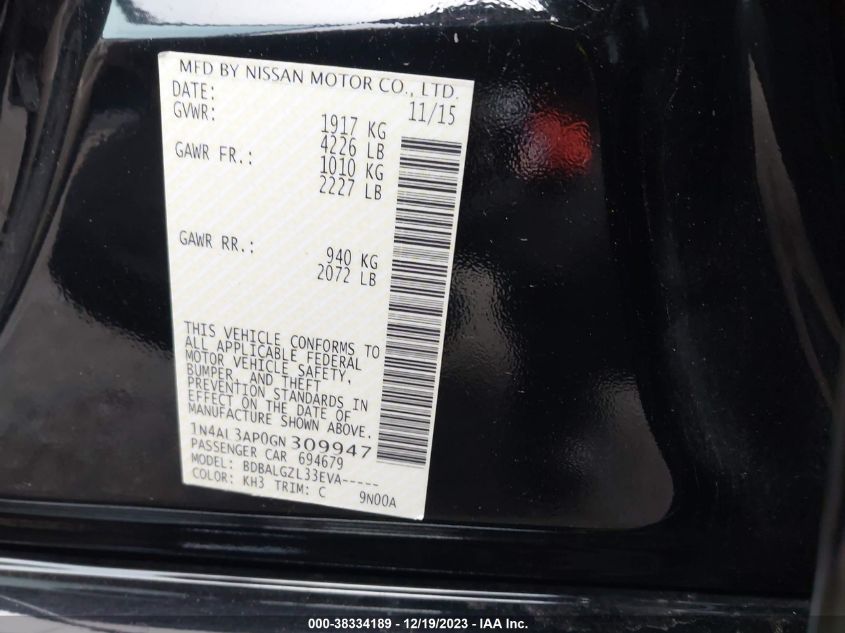 MFD BY NISSAN MOTOR CO., LTD.
DATE: 11/15
GVWR: 1917 KG
4226 LB
GAWR FR.: 1010 KG
2227 LB
GAWR RR.: 940 KG
2072 LB
THIS VEHICLE CONFORMS TO
ALL APPLICABLE FEDERAL
MOTOR VEHICLE SAFETY,
BUMPER, AND THEFT
PREVENTION STANDARDS IN
EFFECT ON THE DATE OF
MANUFACTURE SHOWN ABOVE.
1N4AL3AP0GN309947
PASSENGER CAR 694679
MODEL: BDBALGZL33EVA-----
COLOR: KH3 TRIM: C 9N00A
000-38334189 - 12/19/2023 - IAA Inc.